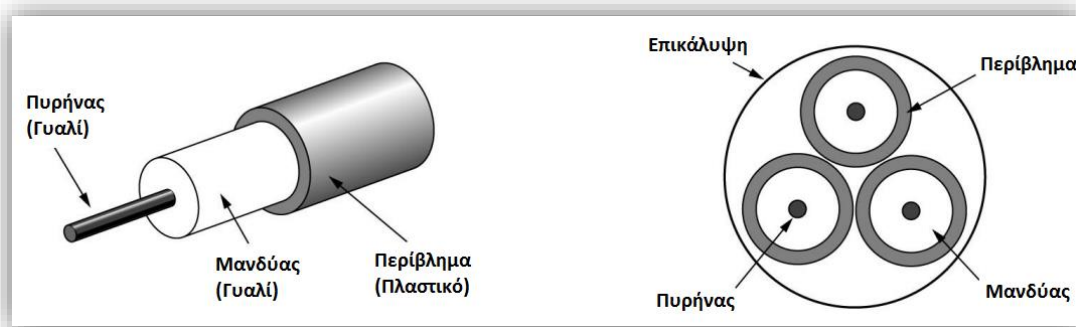 Πυρήνας
(Γυαλί)
Μανδύας
(Γυαλί)
Περίβλημα
(Πλαστικό)
Επικάλυψη
Περίβλημα
Πυρήνας
Μανδύας